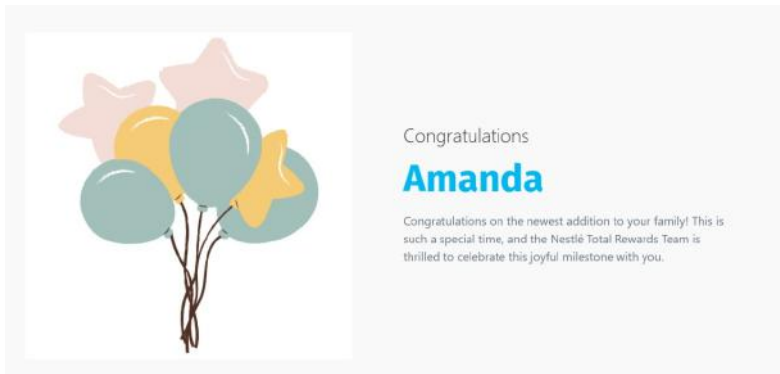 Congratulations
Amanda
Congratulations on the newest addition to your family! This is
such a special time, and the Nestlé Total Rewards Team is
thrilled to celebrate this joyful milestone with you.